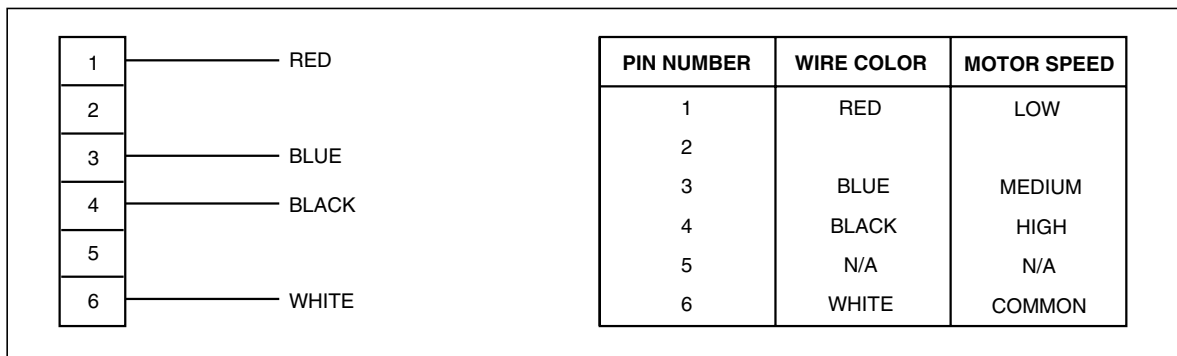 1 RED
2
3 BLUE
4 BLACK
5
6 WHITE
PIN NUMBER WIRE COLOR MOTOR SPEED
1 RED LOW
2
3 BLUE MEDIUM
4 BLACK HIGH
5 N/A N/A
6 WHITE COMMON